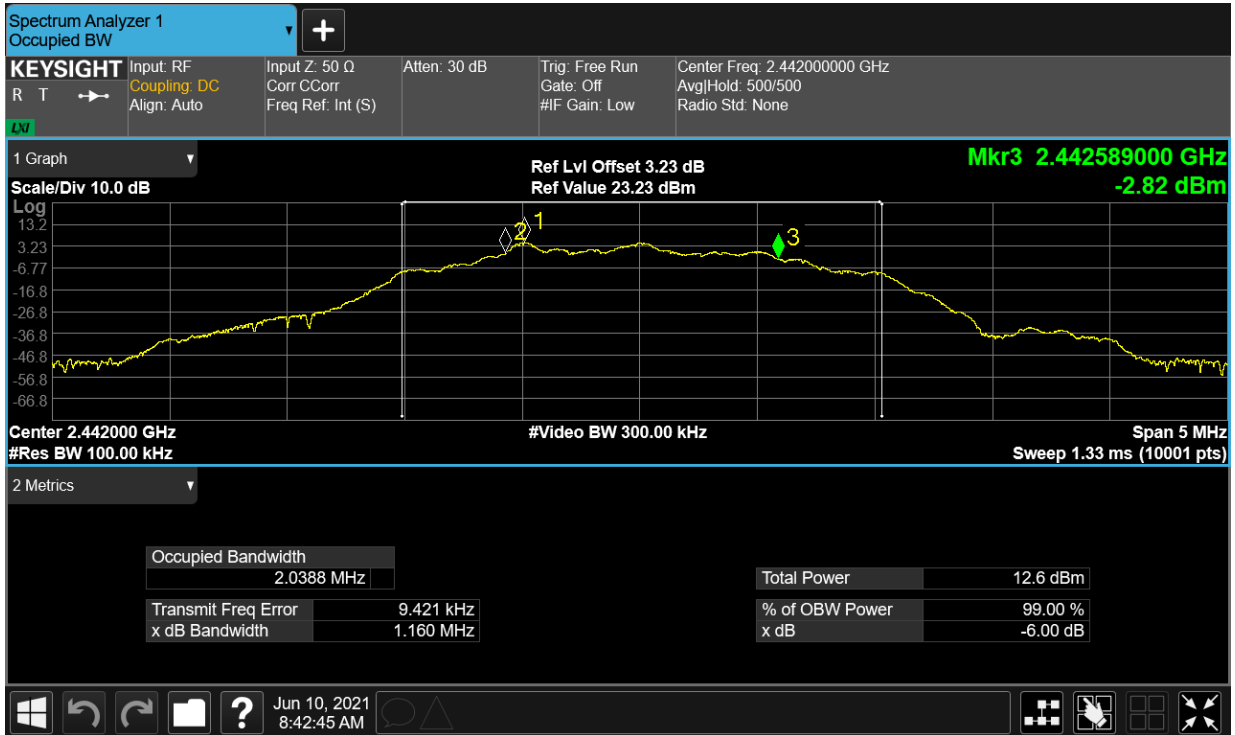 Spectrum Analyzer 1
Occupied BW
KEYSIGHT
R T
LXI
Input: RF
Coupling: DC
Align: Auto
Input Z: 50 Ω
Corr CCorr
Freq Ref: Int (S)
Atten: 30 dB
Trig: Free Run
Gate: Off
#IF Gain: Low
Center Freq: 2.442000000 GHz
Avg|Hold: 500/500
Radio Std: None
1 Graph
Ref Lvl Offset 3.23 dB
Mkr3 2.442589000 GHz
Scale/Div 10.0 dB
Ref Value 23.23 dBm
-2.82 dBm
Log
13.2
3.23
-6.77
-16.8
-26.8
-36.8
-46.8
-56.8
-66.8
2
1
3
Center 2.442000 GHz
#Video BW 300.00 kHz
Span 5 MHz
#Res BW 100.00 kHz
Sweep 1.33 ms (10001 pts)
2 Metrics
Occupied Bandwidth
2.0388 MHz
Transmit Freq Error 9.421 kHz
x dB Bandwidth 1.160 MHz
Total Power 12.6 dBm
% of OBW Power 99.00 %
x dB -6.00 dB
?
Jun 10, 2021
8:42:45 AM